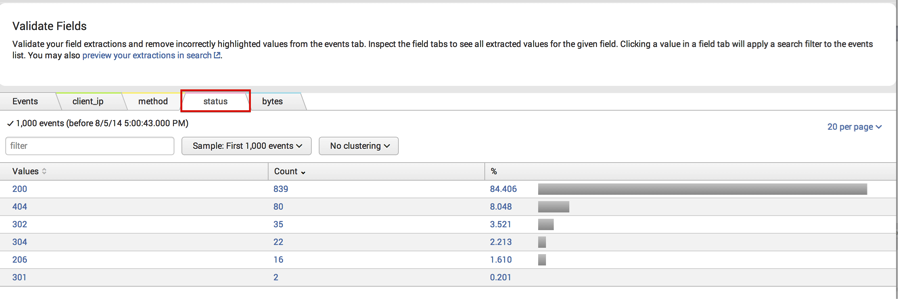 Validate Fields
Validate your field extractions and remove incorrectly highlighted values from the events tab. Inspect the field tabs to see all extracted values for the given field. Clicking a value in a field tab will apply a search filter to the events
list. You may also preview your extractions in search.
Events client_ip method status bytes
✓ 1,000 events (before 8/5/14 5:00:43.000 PM)
20 per page
filter Sample: First 1,000 events No clustering
Values Count %
200 839 84.406
404 80 8.048
302 35 3.521
304 22 2.213
206 16 1.610
301 2 0.201